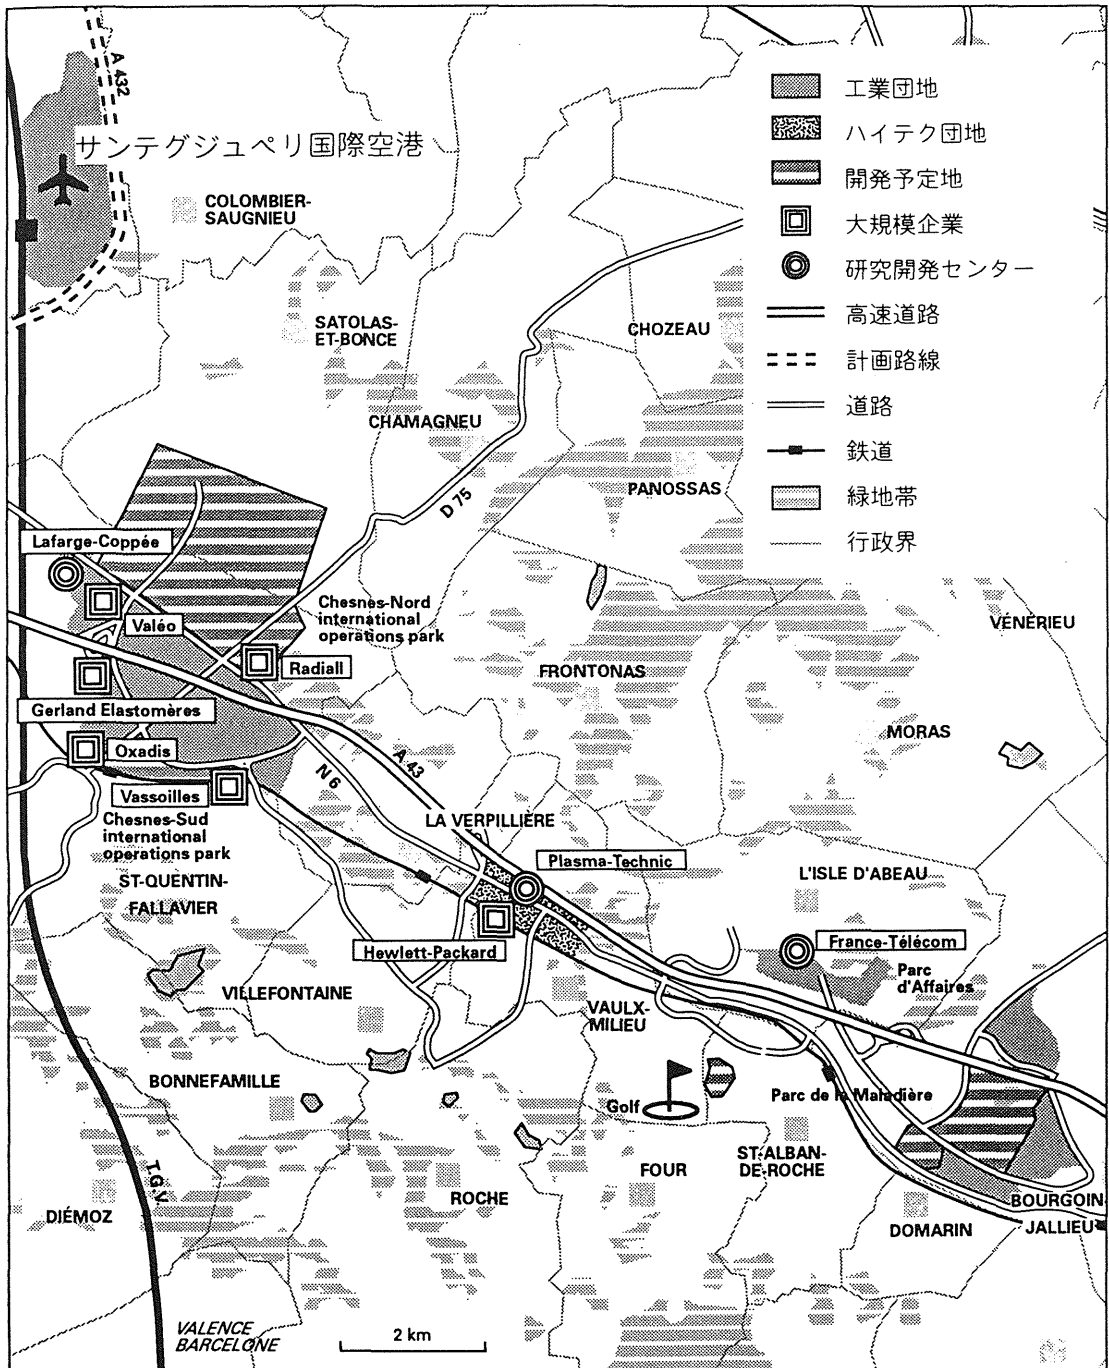 A 432
サンテグジュペリ国際空港
COLOMBIER-
SAUGNIEU
SATOLAS-
ET-BONCE
CHOZEAU
CHAMAGNEU
D 75
PANOSSAS
工業団地
ハイテク団地
開発予定地
大規模企業
研究開発センター
高速道路
計画路線
道路
鉄道
緑地帯
行政界
Lafarge-Coppée
Valéo
Chesnes-Nord
international
operations park
Radiall
Gerland Elastomères
Oxadis
Vassoilles
Chesnes-Sud
international
operations park
ST-QUENTIN-
FALLAVIER
N 6
A 43
FRONTONAS
VÉNÉRIEU
MORAS
LA VERPILLIÈRE
Plasma-Technic
L'ISLE D'ABEAU
Hewlett-Packard
France-Télécom
Parc
d'Affaires
VILLEFONTAINE
VAULX-
MILIEU
BONNEFAMILLE
Golf
Parc de la Maladière
ST-ALBAN-
DE-ROCHE
FOUR
ROCHE
T.G.V.
DIÉMOZ
DOMARIN
BOURGOIN-
JALLIEU
VALENCE
BARCELONE
2 km